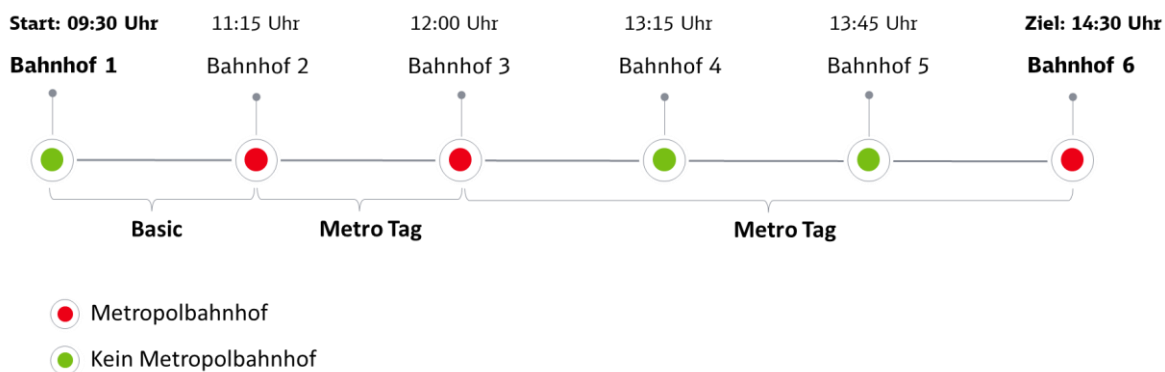 Start: 09:30 Uhr 11:15 Uhr 12:00 Uhr 13:15 Uhr 13:45 Uhr Ziel: 14:30 Uhr
Bahnhof 1 Bahnhof 2 Bahnhof 3 Bahnhof 4 Bahnhof 5 Bahnhof 6
Basic Metro Tag Metro Tag
Metropolbahnhof
Kein Metropolbahnhof